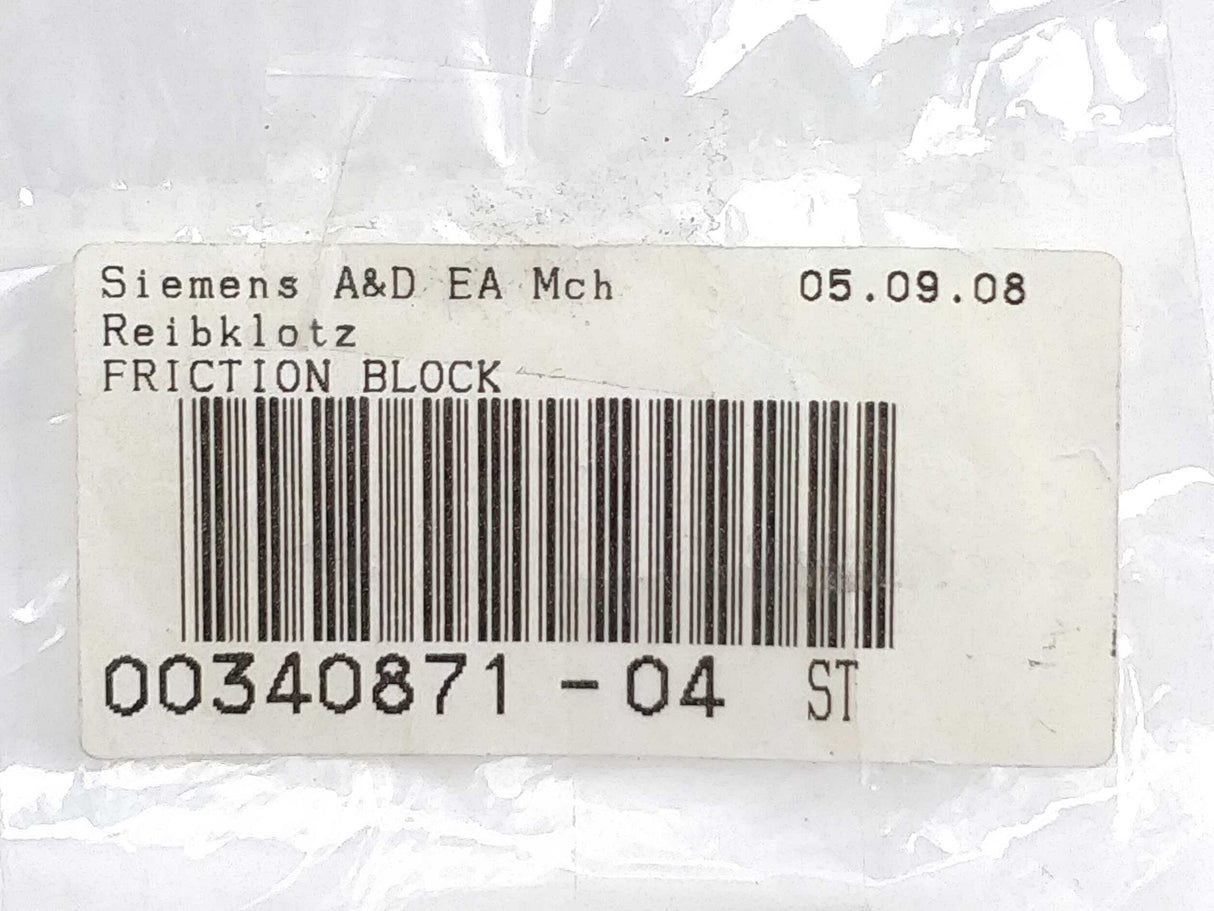 Siemens A&D EA Mch 05.09.08
Reibklotz
FRICTION BLOCK
00340871 -04 ST